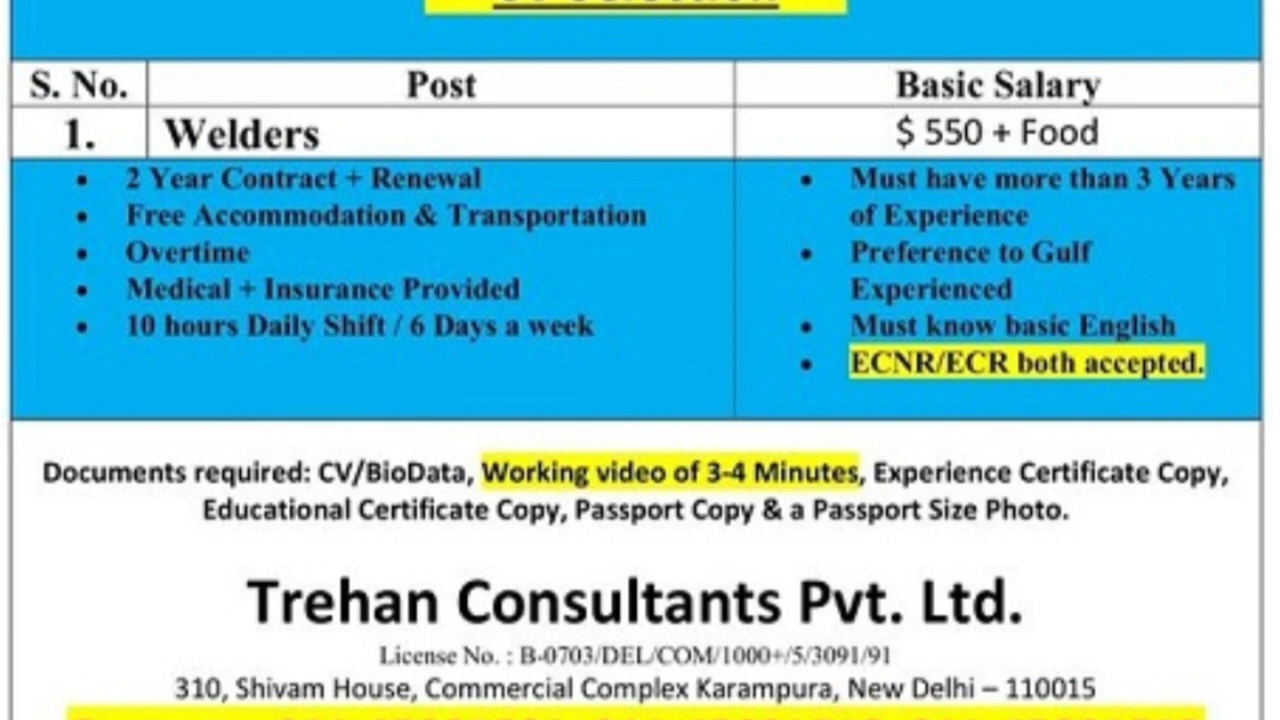 S. No.
Post
Basic Salary
1.
Welders
$ 550 + Food
• 2 Year Contract + Renewal
• Free Accommodation & Transportation
• Overtime
• Medical + Insurance Provided
• 10 hours Daily Shift / 6 Days a week
• Must have more than 3 Years
of Experience
• Preference to Gulf
Experienced
• Must know basic English
• ECNR/ECR both accepted.
Documents required: CV/BioData, Working video of 3-4 Minutes, Experience Certificate Copy,
Educational Certificate Copy, Passport Copy & a Passport Size Photo.
Trehan Consultants Pvt. Ltd.
License No. : B-0703/DEL/COM/1000+/5/3091/91
310, Shivam House, Commercial Complex Karampura, New Delhi – 110015